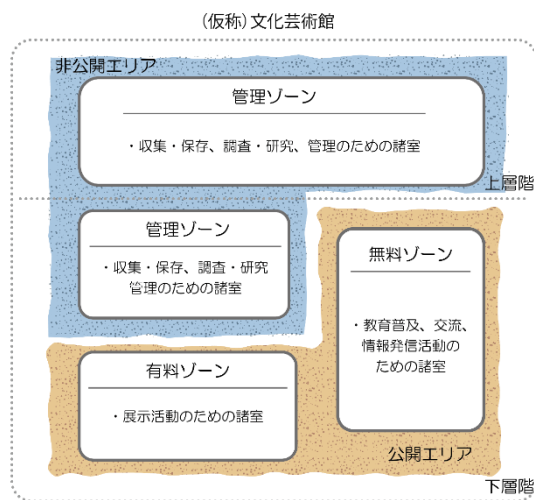 (仮称)文化芸術館
非公開エリア
管理ゾーン
・収集・保存、調査・研究、管理のための諸室
上層階
管理ゾーン
・収集・保存、調査・研究
管理のための諸室
無料ゾーン
・教育普及、交流、
情報発信活動の
ための諸室
有料ゾーン
・展示活動のための諸室
公開エリア
下層階